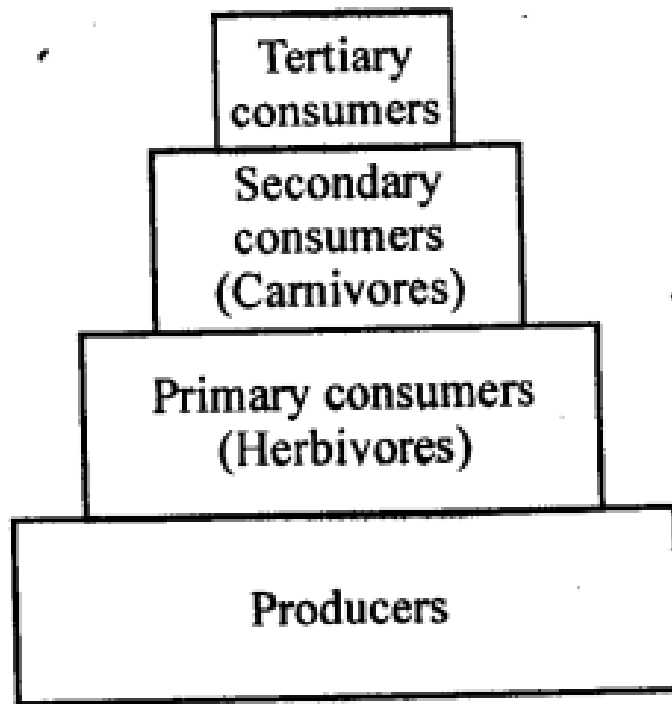 Tertiary
consumers
Secondary
consumers
(Carnivores)
Primary consumers
(Herbivores)
Producers